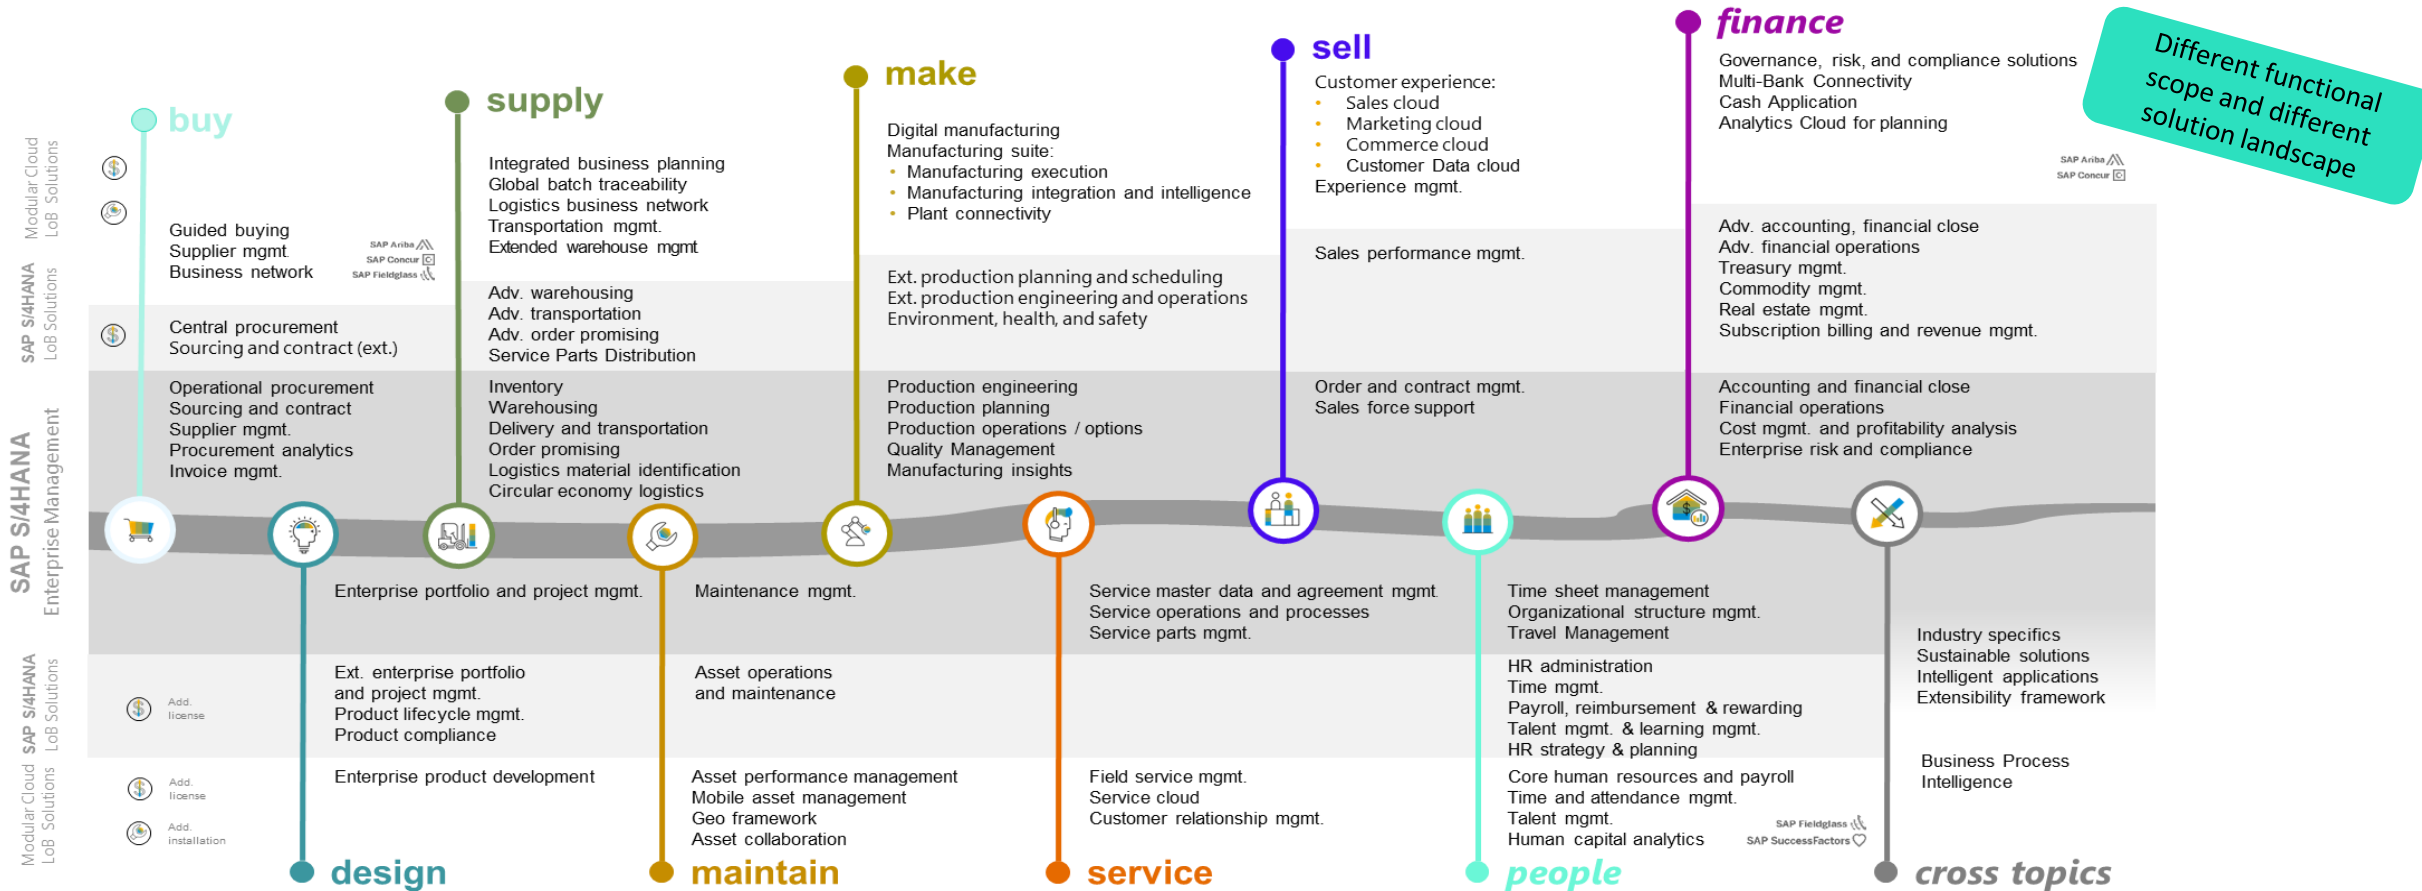 buy
Guided buying
Supplier mgmt.
Business network
SAP Ariba
SAP Concur
SAP Fieldglass
Central procurement
Sourcing and contract (ext.)
Operational procurement
Sourcing and contract
Supplier mgmt.
Procurement analytics
Invoice mgmt.
supply
Integrated business planning
Global batch traceability
Logistics business network
Transportation mgmt.
Extended warehouse mgmt
Adv. warehousing
Adv. transportation
Adv. order promising
Service Parts Distribution
Inventory
Warehousing
Delivery and transportation
Order promising
Logistics material identification
Circular economy logistics
make
Digital manufacturing
Manufacturing suite:
• Manufacturing execution
• Manufacturing integration and intelligence
• Plant connectivity
Ext. production planning and scheduling
Ext. production engineering and operations
Environment, health, and safety
Production engineering
Production planning
Production operations / options
Quality Management
Manufacturing insights
sell
Customer experience:
• Sales cloud
• Marketing cloud
• Commerce cloud
• Customer Data cloud
Experience mgmt.
Sales performance mgmt.
Order and contract mgmt.
Sales force support
finance
Governance, risk, and compliance solutions
Multi-Bank Connectivity
Cash Application
Analytics Cloud for planning
SAP Ariba
SAP Concur
Adv. accounting, financial close
Adv. financial operations
Treasury mgmt.
Commodity mgmt.
Real estate mgmt.
Subscription billing and revenue mgmt.
Accounting and financial close
Financial operations
Cost mgmt. and profitability analysis
Enterprise risk and compliance
Different functional
scope and different
solution landscape
Modular Cloud
LoB Solutions
SAP S/4HANA
LoB Solutions
SAP S/4HANA
Enterprise Management
SAP S/4HANA
LoB Solutions
Modular Cloud
LoB Solutions
Add.
license
Add.
license
Add.
installation
Enterprise portfolio and project mgmt.
Ext. enterprise portfolio
and project mgmt.
Product lifecycle mgmt.
Product compliance
Enterprise product development
design
Maintenance mgmt.
Asset operations
and maintenance
Asset performance management
Mobile asset management
Geo framework
Asset collaboration
maintain
Service master data and agreement mgmt.
Service operations and processes
Service parts mgmt.
Field service mgmt.
Service cloud
Customer relationship mgmt.
service
Time sheet management
Organizational structure mgmt.
Travel Management
HR administration
Time mgmt.
Payroll, reimbursement & rewarding
Talent mgmt. & learning mgmt.
HR strategy & planning
Core human resources and payroll
Time and attendance mgmt.
Talent mgmt.
Human capital analytics
SAP Fieldglass
SAP SuccessFactors
people
Industry specifics
Sustainable solutions
Intelligent applications
Extensibility framework
Business Process
Intelligence
cross topics